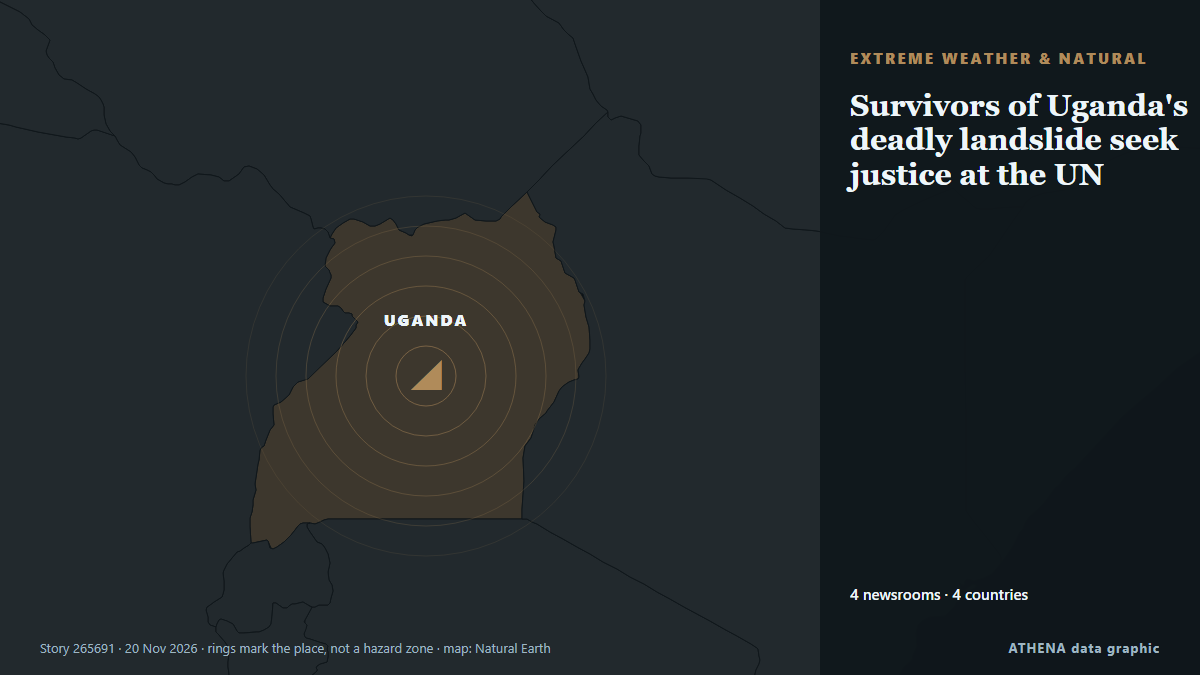 EXTREME WEATHER & NATURAL
Survivors of Uganda's
deadly landslide seek
justice at the UN
UGANDA
4 newsrooms · 4 countries
Story 265691 · 20 Nov 2026 · rings mark the place, not a hazard zone · map: Natural Earth
ATHENA data graphic